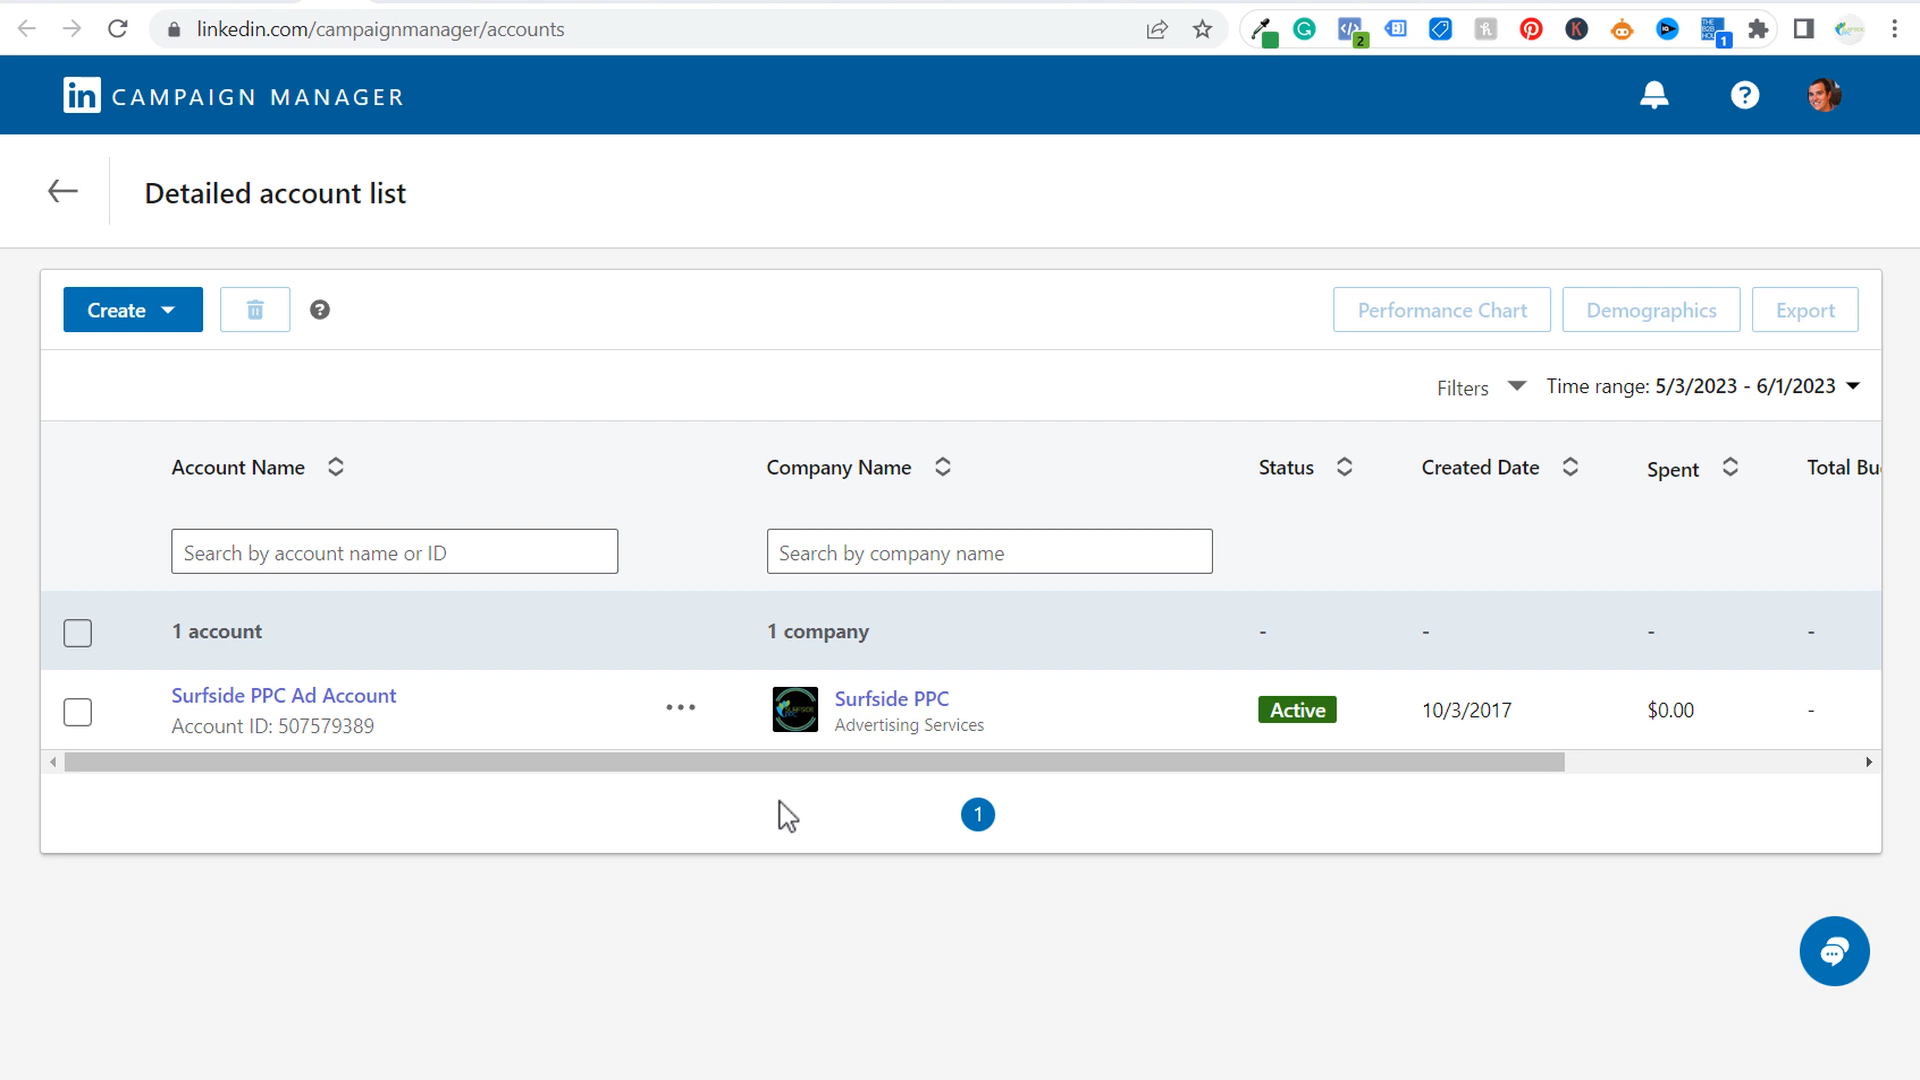 linkedin.com/campaignmanager/accounts
2
1
in CAMPAIGN MANAGER
Detailed account list
Create
Performance Chart
Demographics
Export
Filters
Time range: 5/3/2023 - 6/1/2023
Account Name
Company Name
Status
Created Date
Spent
Total Bu
Search by account name or ID
Search by company name
1 account
1 company
-
-
-
-
Surfside PPC Ad Account
Account ID: 507579389
Surfside PPC
Advertising Services
Active
10/3/2017
$0.00
-
1